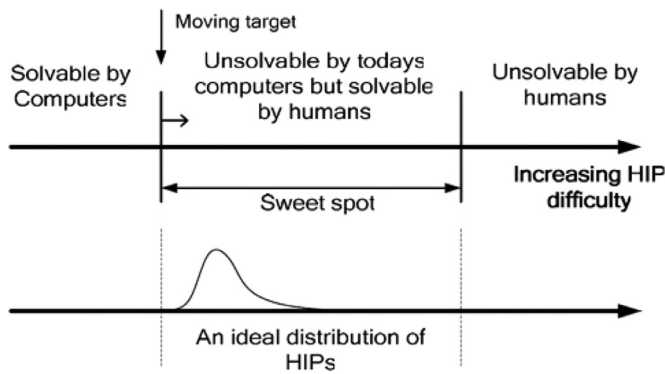 Moving target
Solvable by
Computers
Unsolvable by todays
computers but solvable
by humans
Unsolvable by
humans
Increasing HIP
difficulty
Sweet spot
An ideal distribution of
HIPs